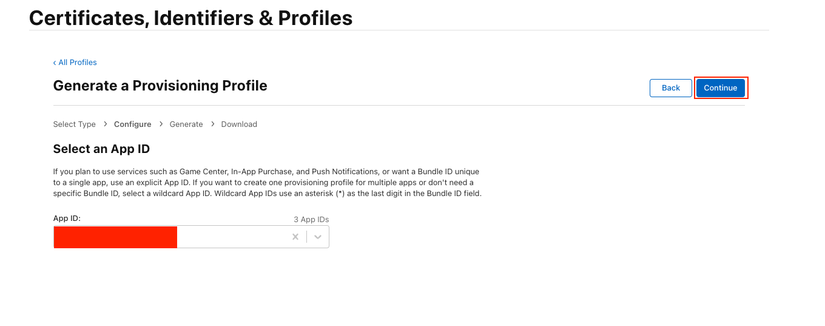 Certificates, Identifiers & Profiles
‹ All Profiles
Generate a Provisioning Profile
Back
Continue
Select Type > Configure > Generate > Download
Select an App ID
If you plan to use services such as Game Center, In-App Purchase, and Push Notifications, or want a Bundle ID unique
to a single app, use an explicit App ID. If you want to create one provisioning profile for multiple apps or don't need a
specific Bundle ID, select a wildcard App ID. Wildcard App IDs use an asterisk (*) as the last digit in the Bundle ID field.
App ID:
3 App IDs